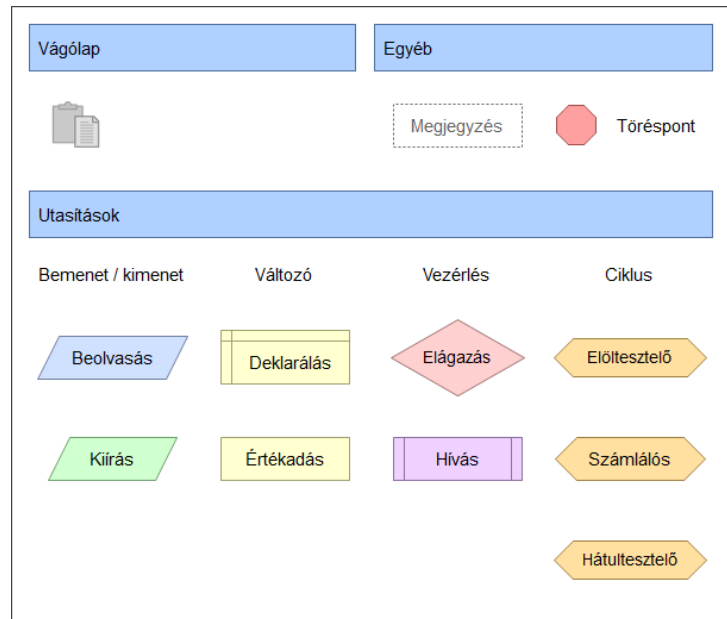 Vágólap
Egyéb
Megjegyzés
Töréspont
Utasítások
Bemenet / kimenet
Változó
Vezérlés
Ciklus
Beolvasás
Deklarálás
Elágazás
Elöltesztelő
Kiírás
Értékadás
Hívás
Számlálós
Hátultesztelő